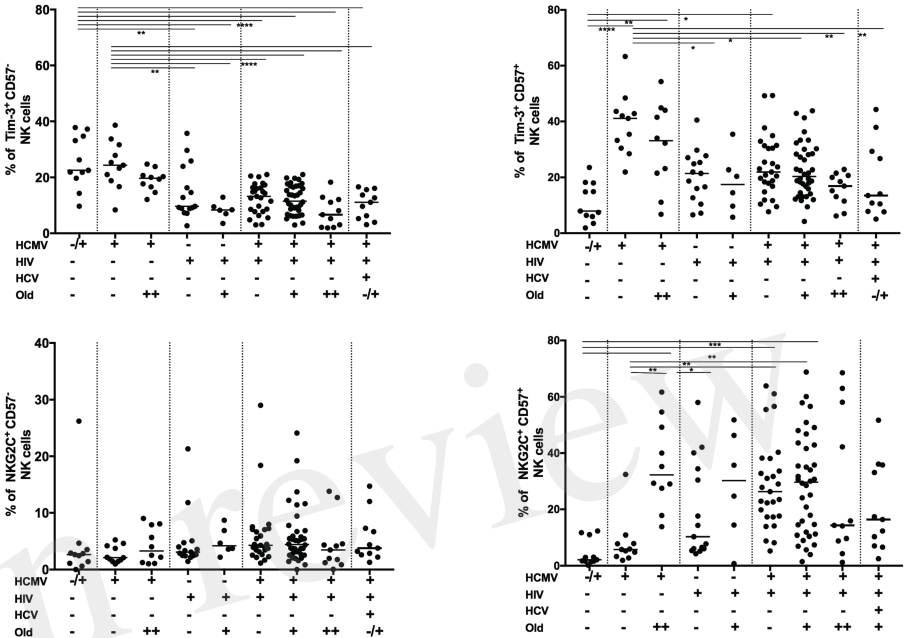 % of Tim-3+ CD57-
NK cells
80
60
40
20
0
**
****
**
****
HCMV -/+ + + + + + + + +
HIV - - - + + + + + +
HCC - - - - - - - - +
Old - - ++ - + - + ++ -/+
% of Tim-3+ CD57+
NK cells
80
60
40
20
0
*
**
****
**
**
*
*
HCMV -/+ + + + + + + + +
HIV - - - + + + + + +
HCV - - - - - - - - +
Old - - ++ - + - + ++ -/+
% of NKG2C+ CD57-
NK cells
40
30
20
10
0
HCMV -/+ + + + + + + + +
HIV - - - + + + + + +
HCV - - - - - - - - +
Old - - ++ - + - + ++ -/+
% of NKG2C+ CD57+
NK cells
80
60
40
20
0
***
**
**
**
*
HCMV -/+ + + + + + + + +
HIV - - - + + + + + +
HCV - - - - - - - - +
Old - - ++ - + - + ++ +
n review